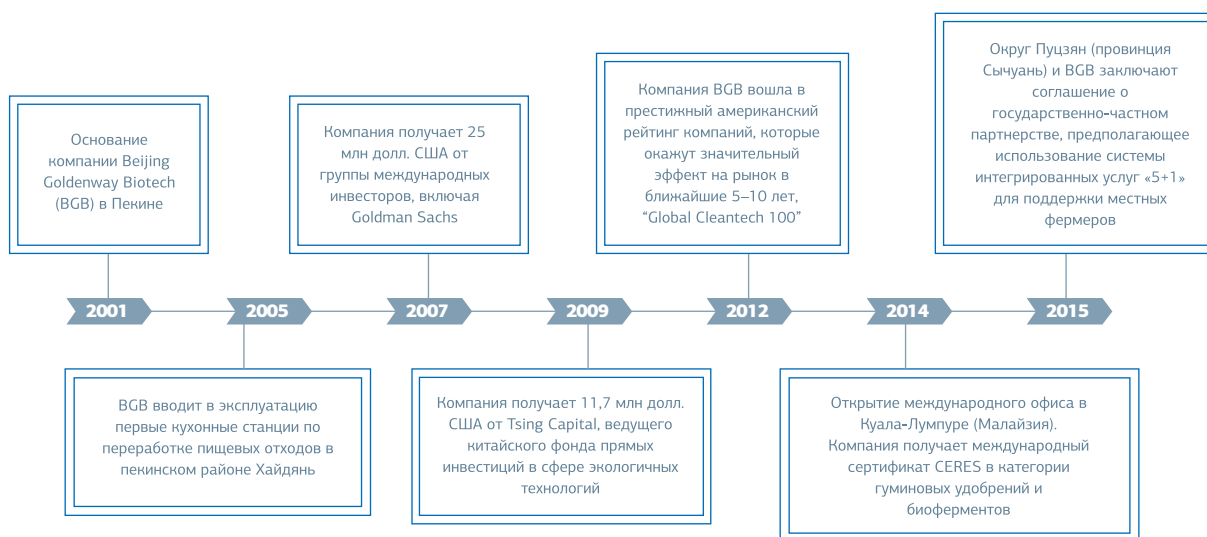 Основание
компании Beijing
Goldenway Biotech
(BGB) в Пекине
Компания получает 25
млн долл. США от
группы международных
инвесторов, включая
Goldman Sachs
Компания BGB вошла в
престижный американский
рейтинг компаний, которые
окажут значительный
эффект на рынок в
ближайшие 5–10 лет,
“Global Cleantech 100”
Округ Пуцзян (провинция
Сычуань) и BGB заключают
соглашение о
государственно-частном
партнерстве, предполагающее
использование системы
интегрированных услуг «5+1»
для поддержки местных
фермеров
2001
2005
2007
2009
2012
2014
2015
BGB вводит в эксплуатацию
первые кухонные станции по
переработке пищевых отходов в
пекинском районе Хайдянь
Компания получает 11,7 млн долл.
США от Tsing Capital, ведущего
китайского фонда прямых
инвестиций в сфере экологичных
технологий
Открытие международного офиса в
Куала-Лумпуре (Малайзия).
Компания получает международный
сертификат CERES в категории
гуминовых удобрений и
биоферментов